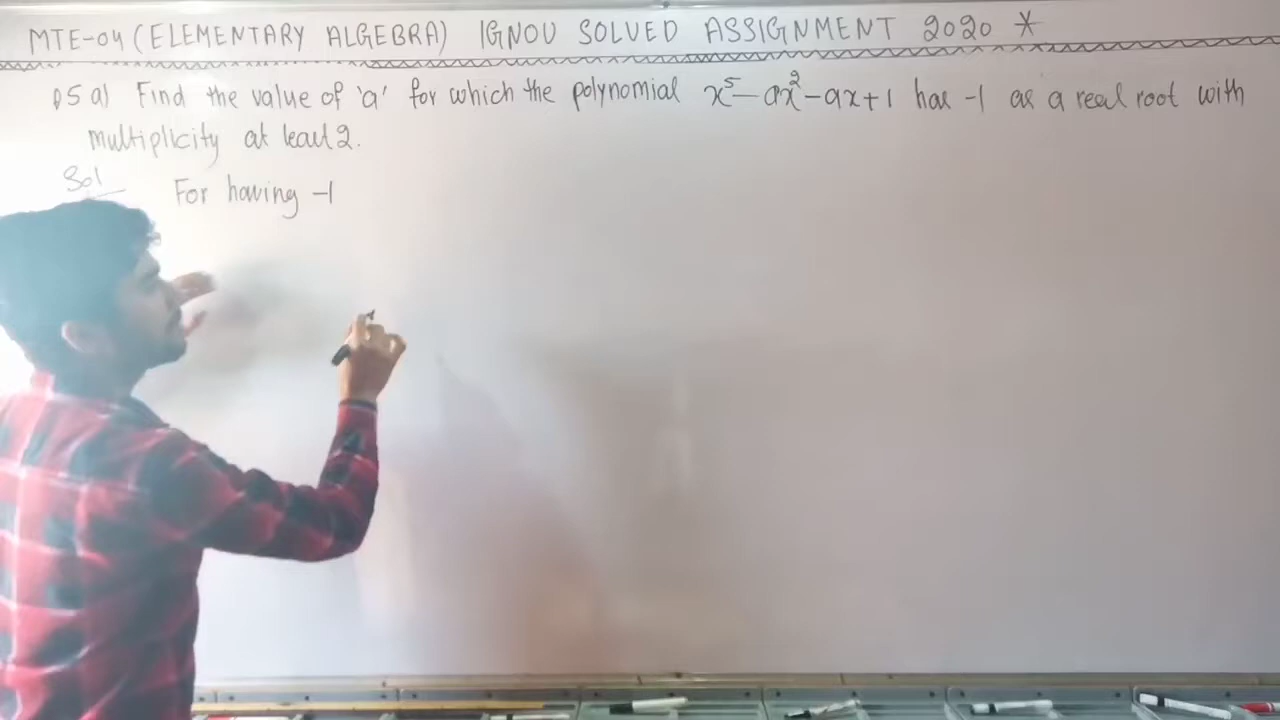 MTE-04 (ELEMENTARY ALGEBRA) IGNOU SOLVED ASSIGNMENT 2020 *
Q5 a) Find the value of 'a' for which the polynomial x⁵-ax²-ax+1 has -1 as a real root with
multiplicity at least 2.
Sol
For having -1